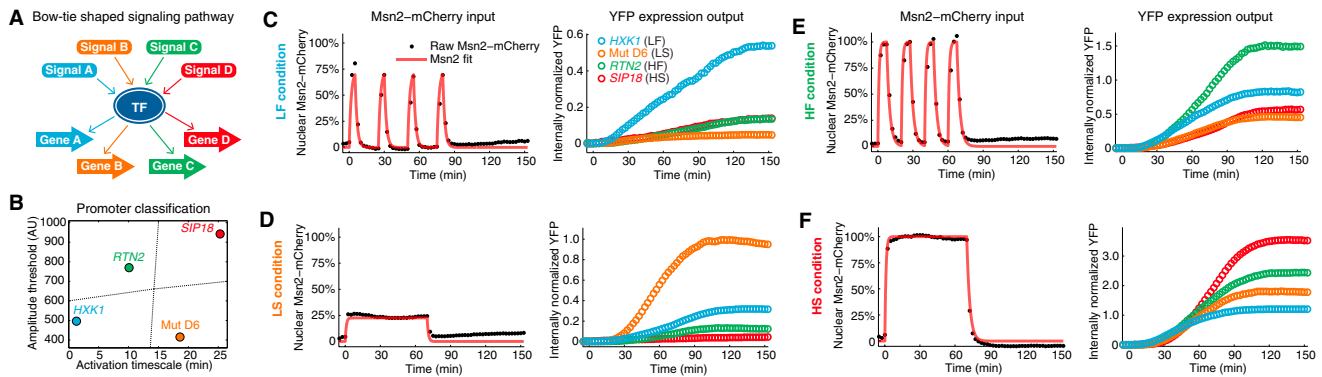 A
Bow-tie shaped signaling pathway
Signal B
Signal C
Signal A
Signal D
TF
Gene A
Gene D
Gene B
Gene C
B
Promoter classification
Amplitude threshold (AU)
1000
900
800
700
600
500
400
SIP18
RTN2
HXK1
Mut D6
0
5
10
15
20
25
Activation timescale (min)
C
LF condition
Msn2−mCherry input
Nuclear Msn2−mCherry
100%
75%
50%
25%
0
Raw Msn2−mCherry
Msn2 fit
0 30 60 90 120 150
Time (min)
YFP expression output
Internally normalized YFP
0.6
0.4
0.2
0.0
HXK1 (LF)
Mut D6 (LS)
RTN2 (HF)
SIP18 (HS)
0 30 60 90 120 150
Time (min)
D
LS condition
Nuclear Msn2−mCherry
100%
75%
50%
25%
0
0 30 60 90 120 150
Time (min)
Internally normalized YFP
1.0
0.8
0.6
0.4
0.2
0.0
0 30 60 90 120 150
Time (min)
E
HF condition
Msn2−mCherry input
Nuclear Msn2−mCherry
100%
75%
50%
25%
0
0 30 60 90 120 150
Time (min)
YFP expression output
Internally normalized YFP
1.5
1.0
0.5
0.0
0 30 60 90 120 150
Time (min)
F
HS condition
Nuclear Msn2−mCherry
100%
75%
50%
25%
0
0 30 60 90 120 150
Time (min)
Internally normalized YFP
3.0
2.0
1.0
0.0
0 30 60 90 120 150
Time (min)